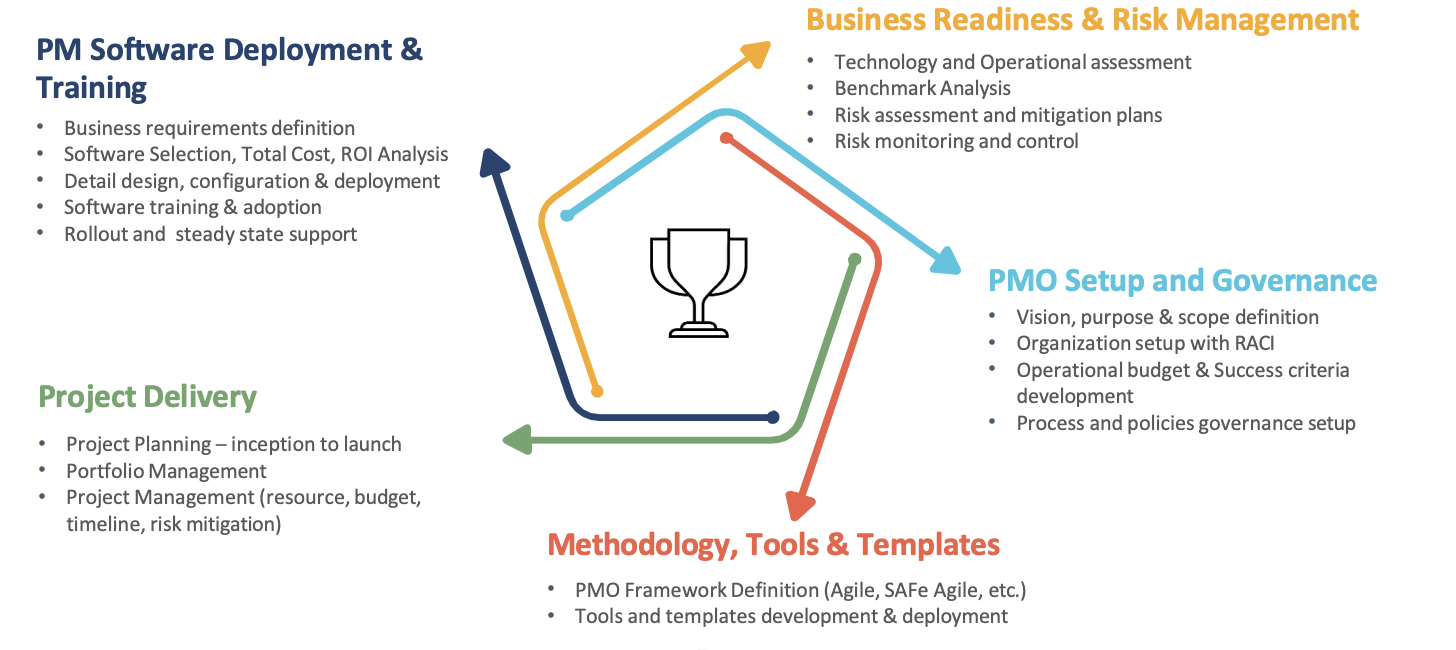 PM Software Deployment &
Training
• Business requirements definition
• Software Selection, Total Cost, ROI Analysis
• Detail design, configuration & deployment
• Software training & adoption
• Rollout and  steady state support
Business Readiness & Risk Management
• Technology and Operational assessment
• Benchmark Analysis
• Risk assessment and mitigation plans
• Risk monitoring and control
PMO Setup and Governance
• Vision, purpose & scope definition
• Organization setup with RACI
• Operational budget & Success criteria
development
• Process and policies governance setup
Project Delivery
• Project Planning – inception to launch
• Portfolio Management
• Project Management (resource, budget,
timeline, risk mitigation)
Methodology, Tools & Templates
• PMO Framework Definition (Agile, SAFe Agile, etc.)
• Tools and templates development & deployment